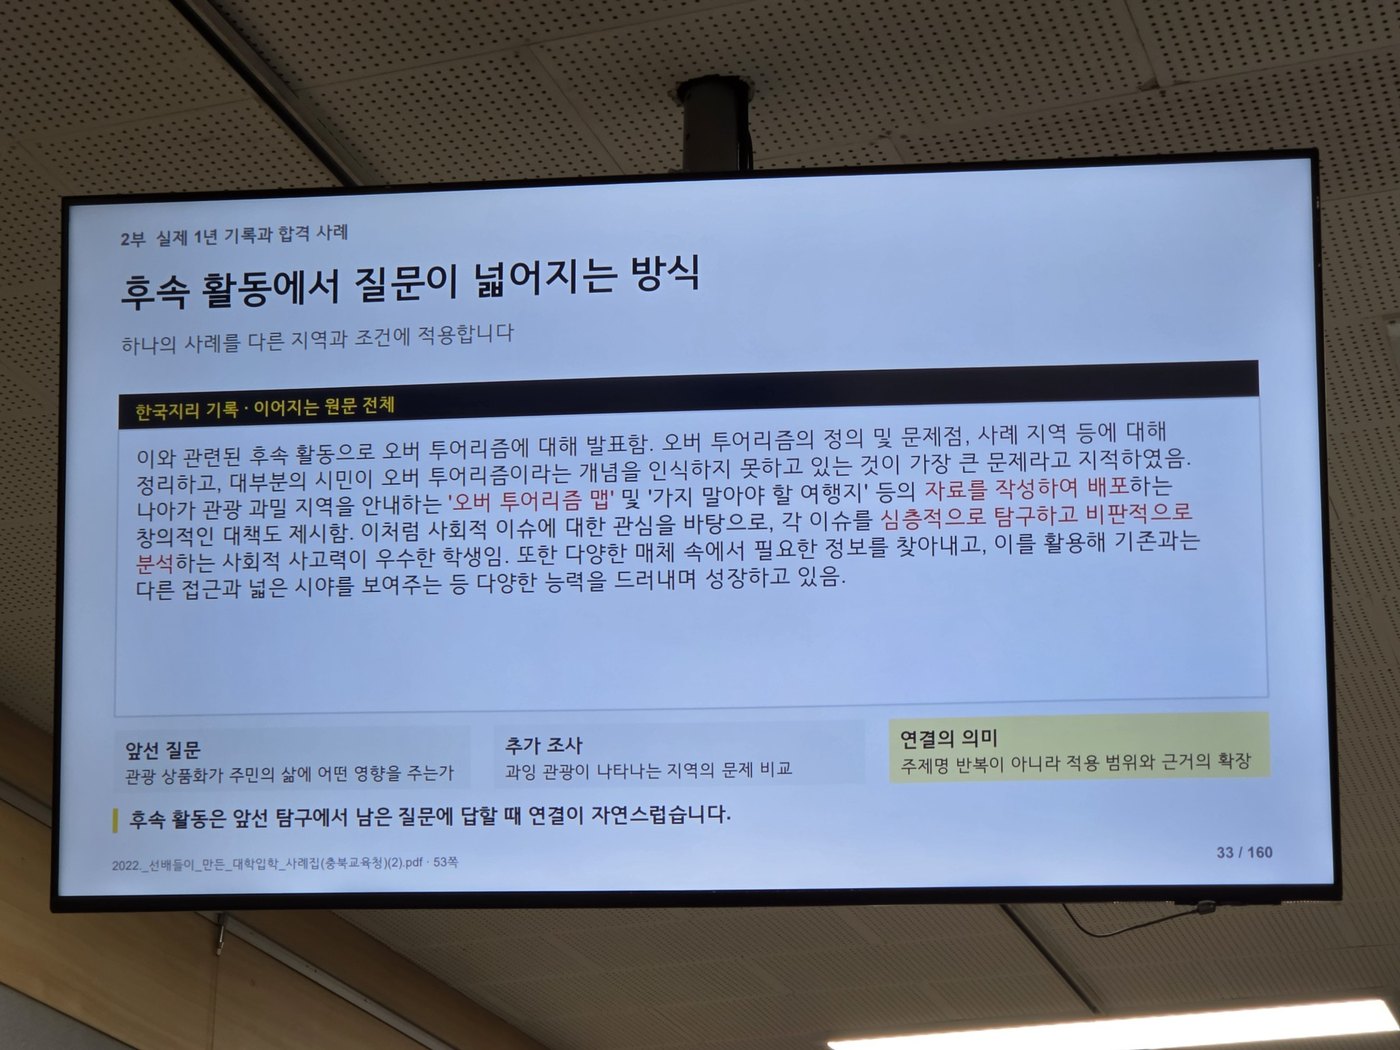 2부 실제 1년 기록과 합격 사례
후속 활동에서 질문이 넓어지는 방식
하나의 사례를 다른 지역과 조건에 적용합니다
한국지리 기록 · 이어지는 원문 전체
이와 관련된 후속 활동으로 오버 투어리즘에 대해 발표함. 오버 투어리즘의 정의 및 문제점, 사례 지역 등에 대해
정리하고, 대부분의 시민이 오버 투어리즘이라는 개념을 인식하지 못하고 있는 것이 가장 큰 문제라고 지적하였음.
나아가 관광 과밀 지역을 안내하는 '오버 투어리즘 맵' 및 '가지 말아야 할 여행지' 등의 자료를 작성하여 배포하는
창의적인 대책도 제시함. 이처럼 사회적 이슈에 대한 관심을 바탕으로, 각 이슈를 심층적으로 탐구하고 비판적으로
분석하는 사회적 사고력이 우수한 학생임. 또한 다양한 매체 속에서 필요한 정보를 찾아내고, 이를 활용해 기존과는
다른 접근과 넓은 시야를 보여주는 등 다양한 능력을 드러내며 성장하고 있음.
앞선 질문
관광 상품화가 주민의 삶에 어떤 영향을 주는가
추가 조사
과잉 관광이 나타나는 지역의 문제 비교
연결의 의미
주제명 반복이 아니라 적용 범위와 근거의 확장
후속 활동은 앞선 탐구에서 남은 질문에 답할 때 연결이 자연스럽습니다.
2022._선배들이_만든_대학입학_사례집(충북교육청)(2).pdf · 53쪽
33 / 160